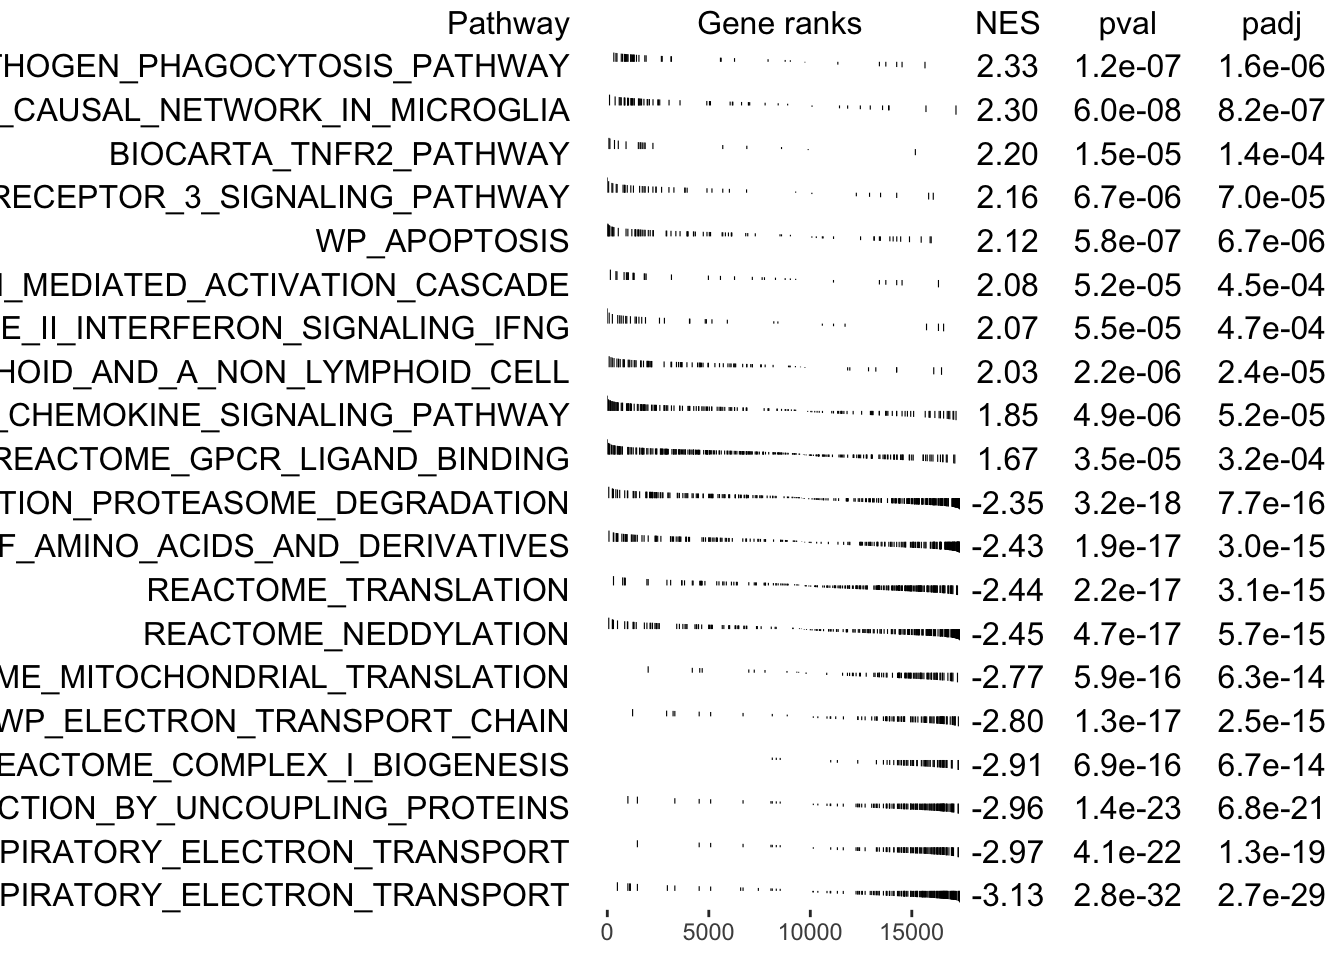 Pathway Gene ranks NES pval padj
THOGEN_PHAGOCYTOSIS_PATHWAY 2.33 1.2e-07 1.6e-06
_CAUSAL_NETWORK_IN_MICROGLIA 2.30 6.0e-08 8.2e-07
BIOCARTA_TNFR2_PATHWAY 2.20 1.5e-05 1.4e-04
RECEPTOR_3_SIGNALING_PATHWAY 2.16 6.7e-06 7.0e-05
WP_APOPTOSIS 2.12 5.8e-07 6.7e-06
_MEDIATED_ACTIVATION_CASCADE 2.08 5.2e-05 4.5e-04
E_II_INTERFERON_SIGNALING_IFNG 2.07 5.5e-05 4.7e-04
HOID_AND_A_NON_LYMPHOID_CELL 2.03 2.2e-06 2.4e-05
_CHEMOKINE_SIGNALING_PATHWAY 1.85 4.9e-06 5.2e-05
REACTOME_GPCR_LIGAND_BINDING 1.67 3.5e-05 3.2e-04
TION_PROTEASOME_DEGRADATION -2.35 3.2e-18 7.7e-16
F_AMINO_ACIDS_AND_DERIVATIVES -2.43 1.9e-17 3.0e-15
REACTOME_TRANSLATION -2.44 2.2e-17 3.1e-15
REACTOME_NEDDYLATION -2.45 4.7e-17 5.7e-15
ME_MITOCHONDRIAL_TRANSLATION -2.77 5.9e-16 6.3e-14
WP_ELECTRON_TRANSPORT_CHAIN -2.80 1.3e-17 2.5e-15
EACTOME_COMPLEX_I_BIOGENESIS -2.91 6.9e-16 6.7e-14
CTION_BY_UNCOUPLING_PROTEINS -2.96 1.4e-23 6.8e-21
PIRATORY_ELECTRON_TRANSPORT -2.97 4.1e-22 1.3e-19
PIRATORY_ELECTRON_TRANSPORT -3.13 2.8e-32 2.7e-29
0 5000 10000 15000